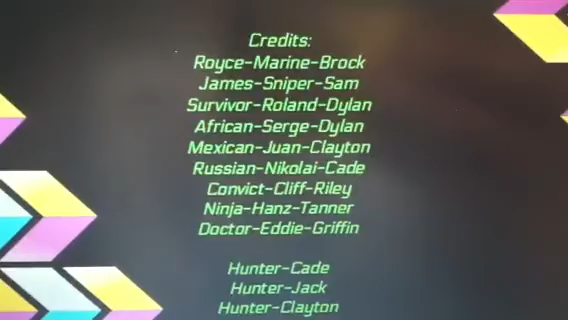 Credits:
Royce-Marine-Brock
James-Sniper-Sam
Survivor-Roland-Dylan
African-Serge-Dylan
Mexican-Juan-Clayton
Russian-Nikolai-Cade
Convict-Cliff-Riley
Ninja-Hanz-Tanner
Doctor-Eddie-Griffin
Hunter-Cade
Hunter-Jack
Hunter-Clayton